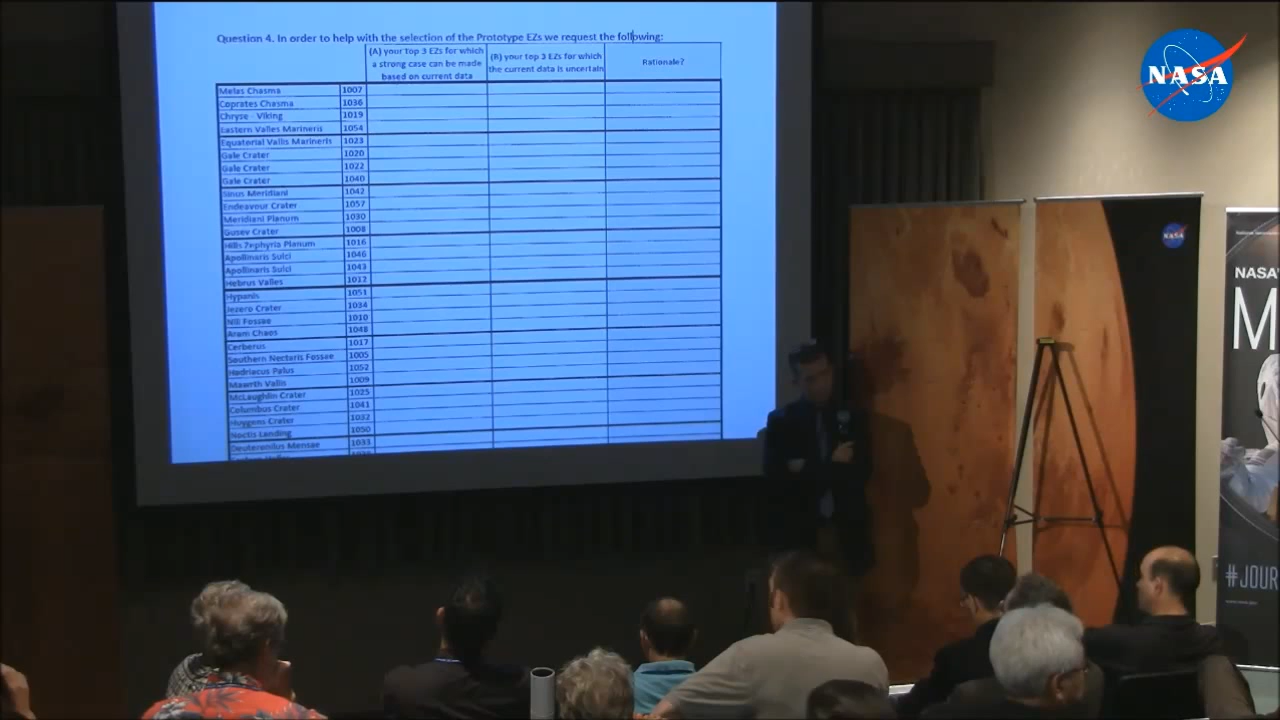 Question 4. In order to help with the selection of the Prototype EZs we request the following:
(A) your top 3 EZs for which a strong case can be made based on current data
(B) your top 3 EZs for which the current data is uncertain
Rationale?
Melas Chasma 1007
Coprates Chasma 1036
Chryse - Viking 1019
Eastern Valles Marineris 1054
Equatorial Vallis Marineris 1023
Gale Crater 1020
Gale Crater 1022
Gale Crater 1040
Sinus Meridiani 1042
Endeavour Crater 1057
Meridiani Planum 1030
Gusev Crater 1008
Hills Zephyria Planum 1016
Apollinaris Sulci 1046
Apollinaris Sulci 1043
Hebrus Valles 1012
Hypanis 1051
Jezero Crater 1034
Nili Fossae 1010
Aram Chaos 1048
Cerberus 1017
Southern Nectaris Fossae 1005
Hadriacus Palus 1052
Mawrth Vallis 1009
McLaughlin Crater 1025
Columbus Crater 1041
Huygens Crater 1032
Noctis Landing 1050
Deuteronilus Mensae 1033
NASA
NASA
NASA'
M
#JOUR